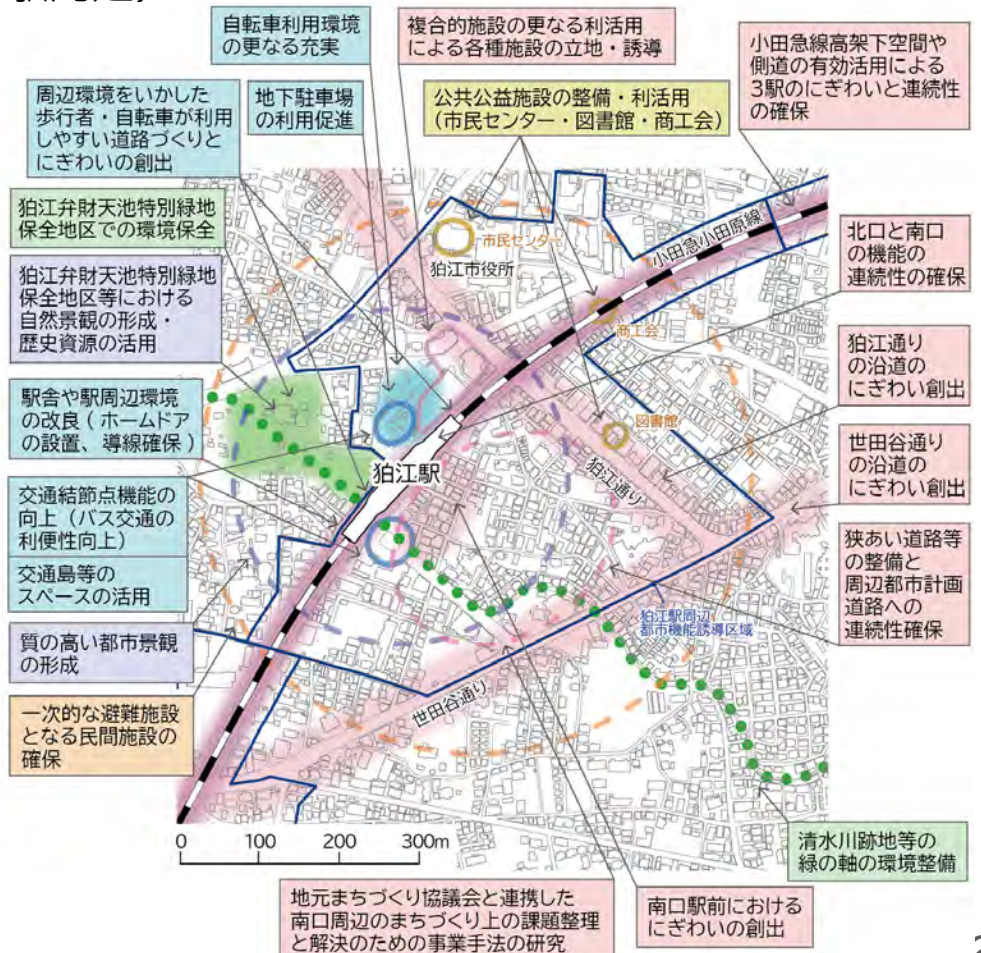 自転車利用環境
の更なる充実
複合的施設の更なる利活用
による各種施設の立地・誘導
小田急線高架下空間や
側道の有効活用による
3駅のにぎわいと連続性
の確保
周辺環境をいかした
歩行者・自転車が利用
しやすい道路づくりと
にぎわいの創出
地下駐車場
の利用促進
公共公益施設の整備・利活用
(市民センター・図書館・商工会)
狛江弁財天池特別緑地
保全地区での環境保全
狛江弁財天池特別緑地
保全地区等における
自然景観の形成・
歴史資源の活用
駅舎や駅周辺環境
の改良(ホームドア
の設置、導線確保)
交通結節点機能の
向上(バス交通の
利便性向上)
交通島等の
スペースの活用
質の高い都市景観
の形成
一次的な避難施設
となる民間施設の
確保
市民センター
狛江市役所
小田急小田原線
商工会
図書館
狛江駅
狛江通り
狛江駅周辺
都市機能誘導区域
世田谷通り
北口と南口
の機能の
連続性の確保
狛江通り
の沿道の
にぎわい創出
世田谷通り
の沿道の
にぎわい創出
狭あい道路等
の整備と
周辺都市計画
道路への
連続性確保
清水川跡地等の
緑の軸の環境整備
0 100 200 300m
地元まちづくり協議会と連携した
南口周辺のまちづくり上の課題整理
と解決のための事業手法の研究
南口駅前における
にぎわいの創出